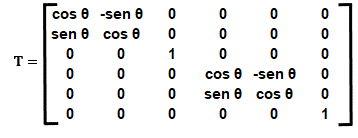 cos θ -sen θ 0 0 0 0
sen θ cos θ 0 0 0 0
T = 0 0 1 0 0 0
0 0 0 cos θ -sen θ 0
0 0 0 sen θ cos θ 0
0 0 0 0 0 1